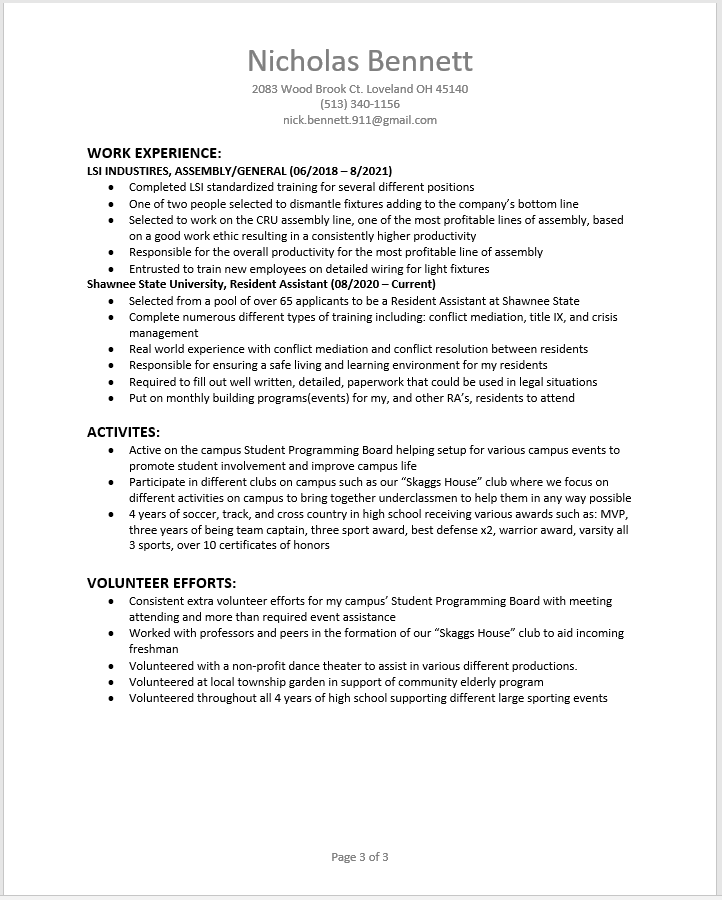 Nicholas Bennett
2083 Wood Brook Ct. Loveland OH 45140
(513) 340-1156
nick.bennett.911@gmail.com
WORK EXPERIENCE:
LSI INDUSTIRES, ASSEMBLY/GENERAL (06/2018 – 8/2021)
• Completed LSI standardized training for several different positions
• One of two people selected to dismantle fixtures adding to the company's bottom line
• Selected to work on the CRU assembly line, one of the most profitable lines of assembly, based
on a good work ethic resulting in a consistently higher productivity
• Responsible for the overall productivity for the most profitable line of assembly
• Entrusted to train new employees on detailed wiring for light fixtures
Shawnee State University, Resident Assistant (08/2020 – Current)
• Selected from a pool of over 65 applicants to be a Resident Assistant at Shawnee State
• Complete numerous different types of training including: conflict mediation, title IX, and crisis
management
• Real world experience with conflict mediation and conflict resolution between residents
• Responsible for ensuring a safe living and learning environment for my residents
• Required to fill out well written, detailed, paperwork that could be used in legal situations
• Put on monthly building programs(events) for my, and other RA's, residents to attend
ACTIVITES:
• Active on the campus Student Programming Board helping setup for various campus events to
promote student involvement and improve campus life
• Participate in different clubs on campus such as our “Skaggs House” club where we focus on
different activities on campus to bring together underclassmen to help them in any way possible
• 4 years of soccer, track, and cross country in high school receiving various awards such as: MVP,
three years of being team captain, three sport award, best defense x2, warrior award, varsity all
3 sports, over 10 certificates of honors
VOLUNTEER EFFORTS:
• Consistent extra volunteer efforts for my campus' Student Programming Board with meeting
attending and more than required event assistance
• Worked with professors and peers in the formation of our “Skaggs House” club to aid incoming
freshman
• Volunteered with a non-profit dance theater to assist in various different productions.
• Volunteered at local township garden in support of community elderly program
• Volunteered throughout all 4 years of high school supporting different large sporting events
Page 3 of 3